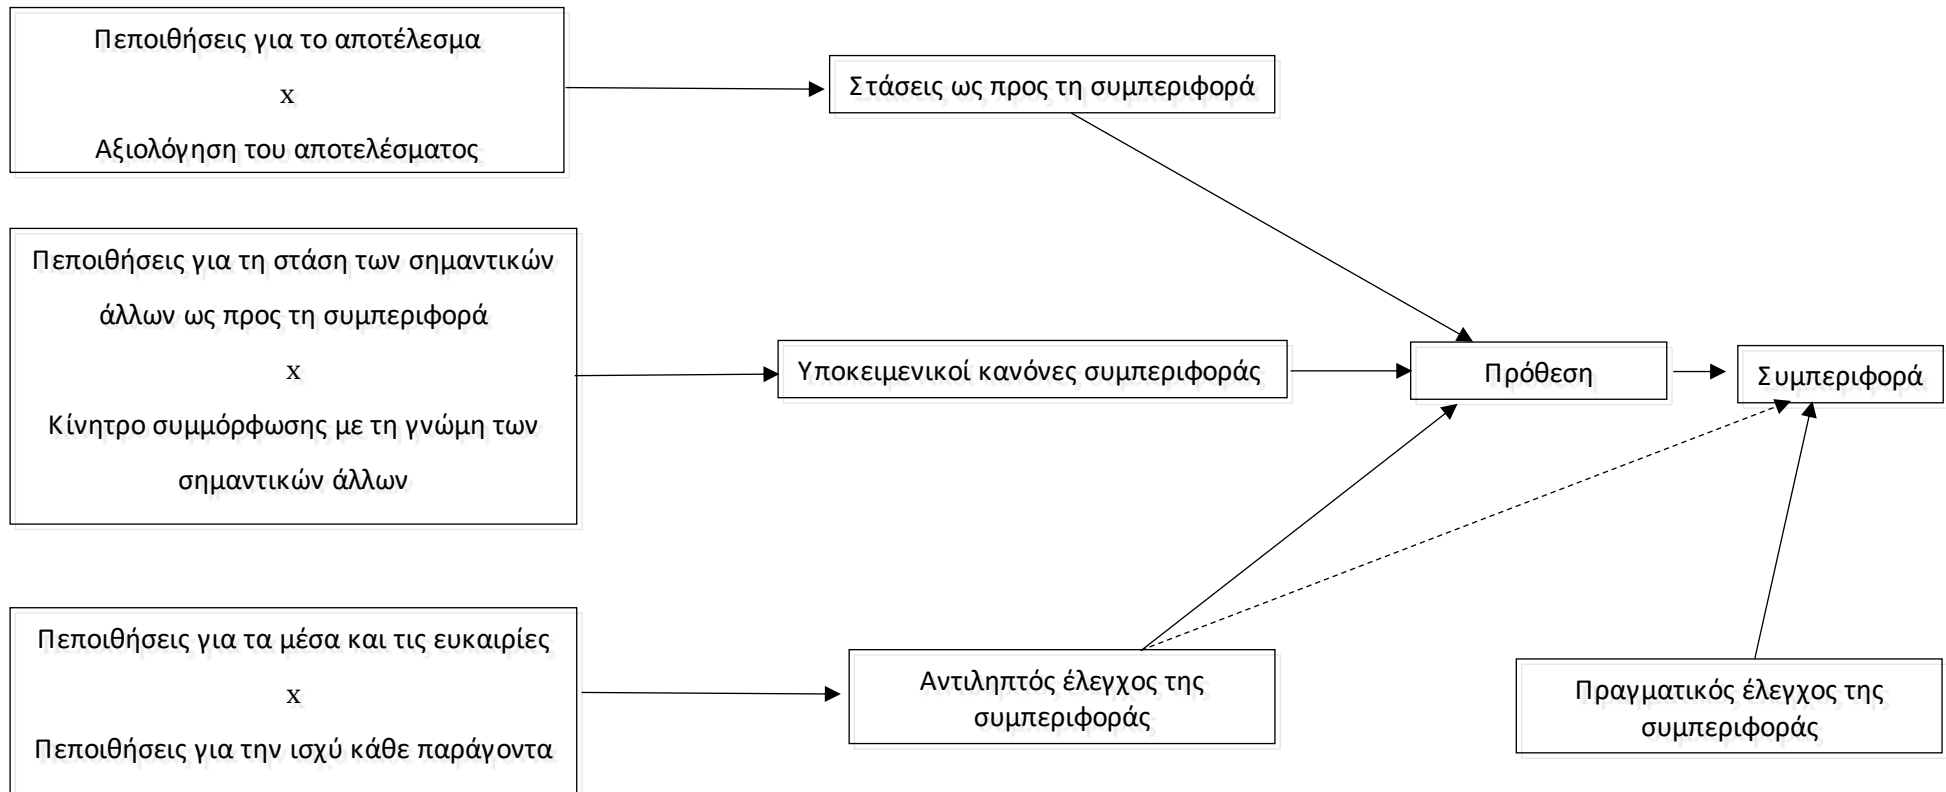 Πεποιθήσεις για το αποτέλεσμα
x
Αξιολόγηση του αποτελέσματος
Στάσεις ως προς τη συμπεριφορά
Πεποιθήσεις για τη στάση των σημαντικών
άλλων ως προς τη συμπεριφορά
x
Κίνητρο συμμόρφωσης με τη γνώμη των
σημαντικών άλλων
Υποκειμενικοί κανόνες συμπεριφοράς
Πρόθεση
Συμπεριφορά
Πεποιθήσεις για τα μέσα και τις ευκαιρίες
x
Πεποιθήσεις για την ισχύ κάθε παράγοντα
Αντιληπτός έλεγχος της
συμπεριφοράς
Πραγματικός έλεγχος της
συμπεριφοράς